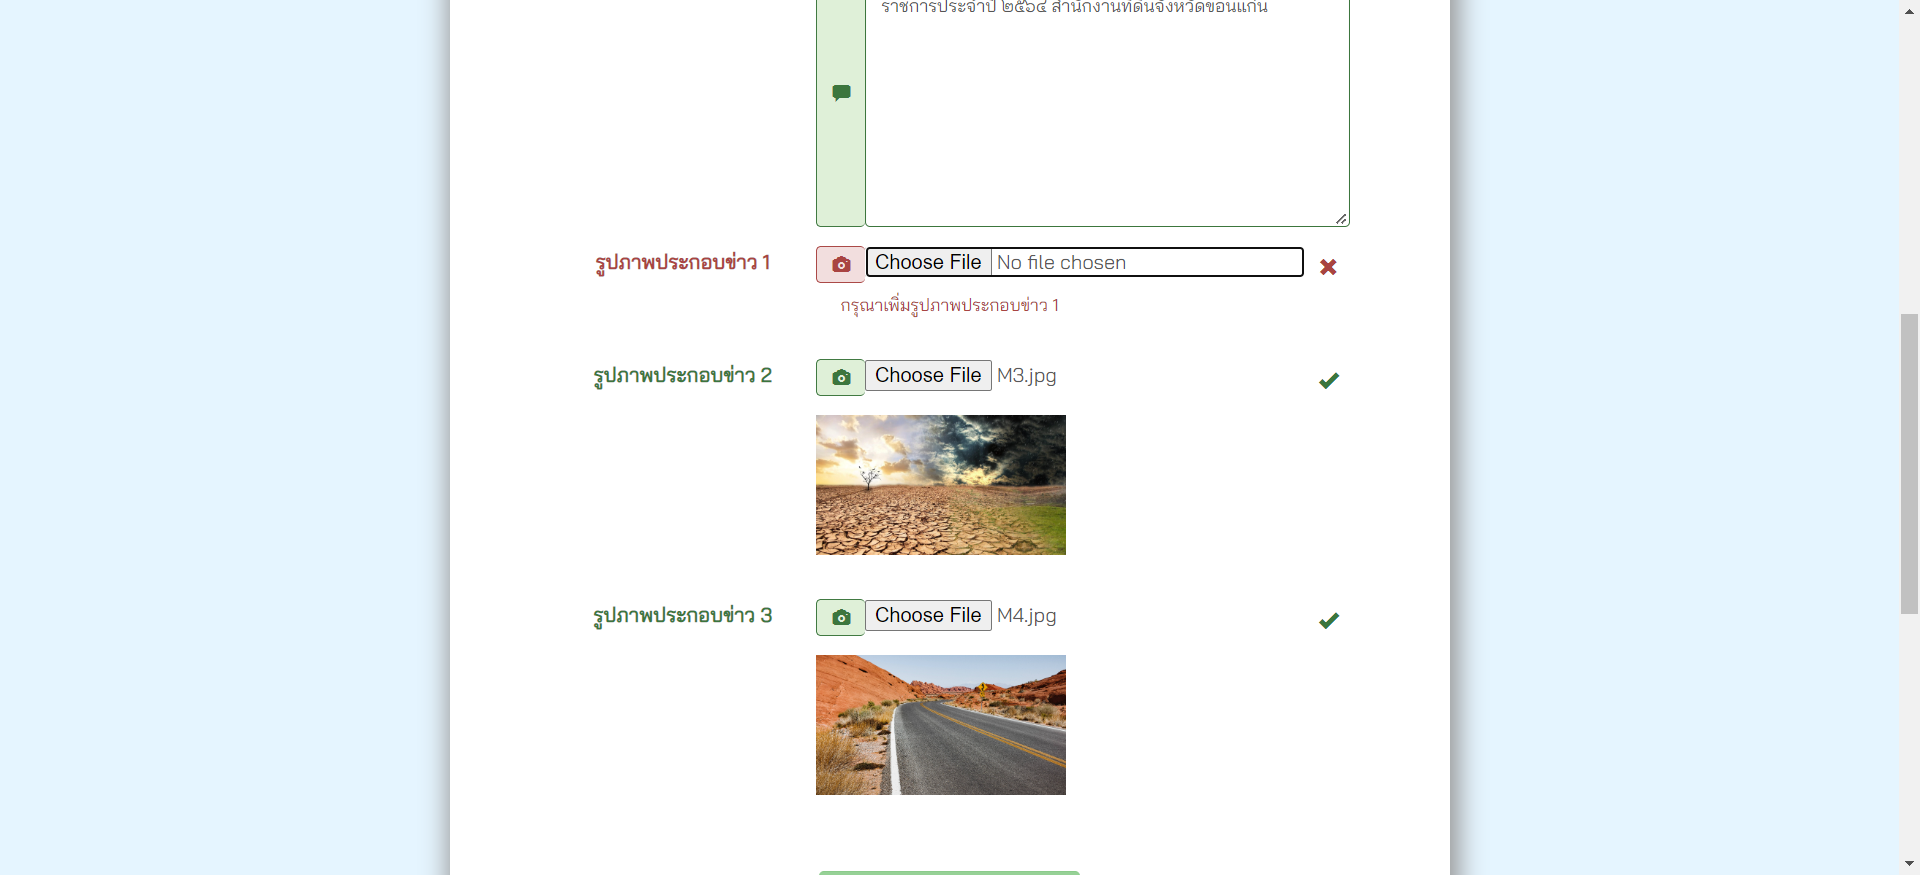 ราชการประจำปี ๒๕๖๔ สำนักงานที่ดินจังหวัดขอนแก่น
รูปภาพประกอบข่าว 1
Choose File No file chosen
กรุณาเพิ่มรูปภาพประกอบข่าว 1
รูปภาพประกอบข่าว 2
Choose File M3.jpg
รูปภาพประกอบข่าว 3
Choose File M4.jpg